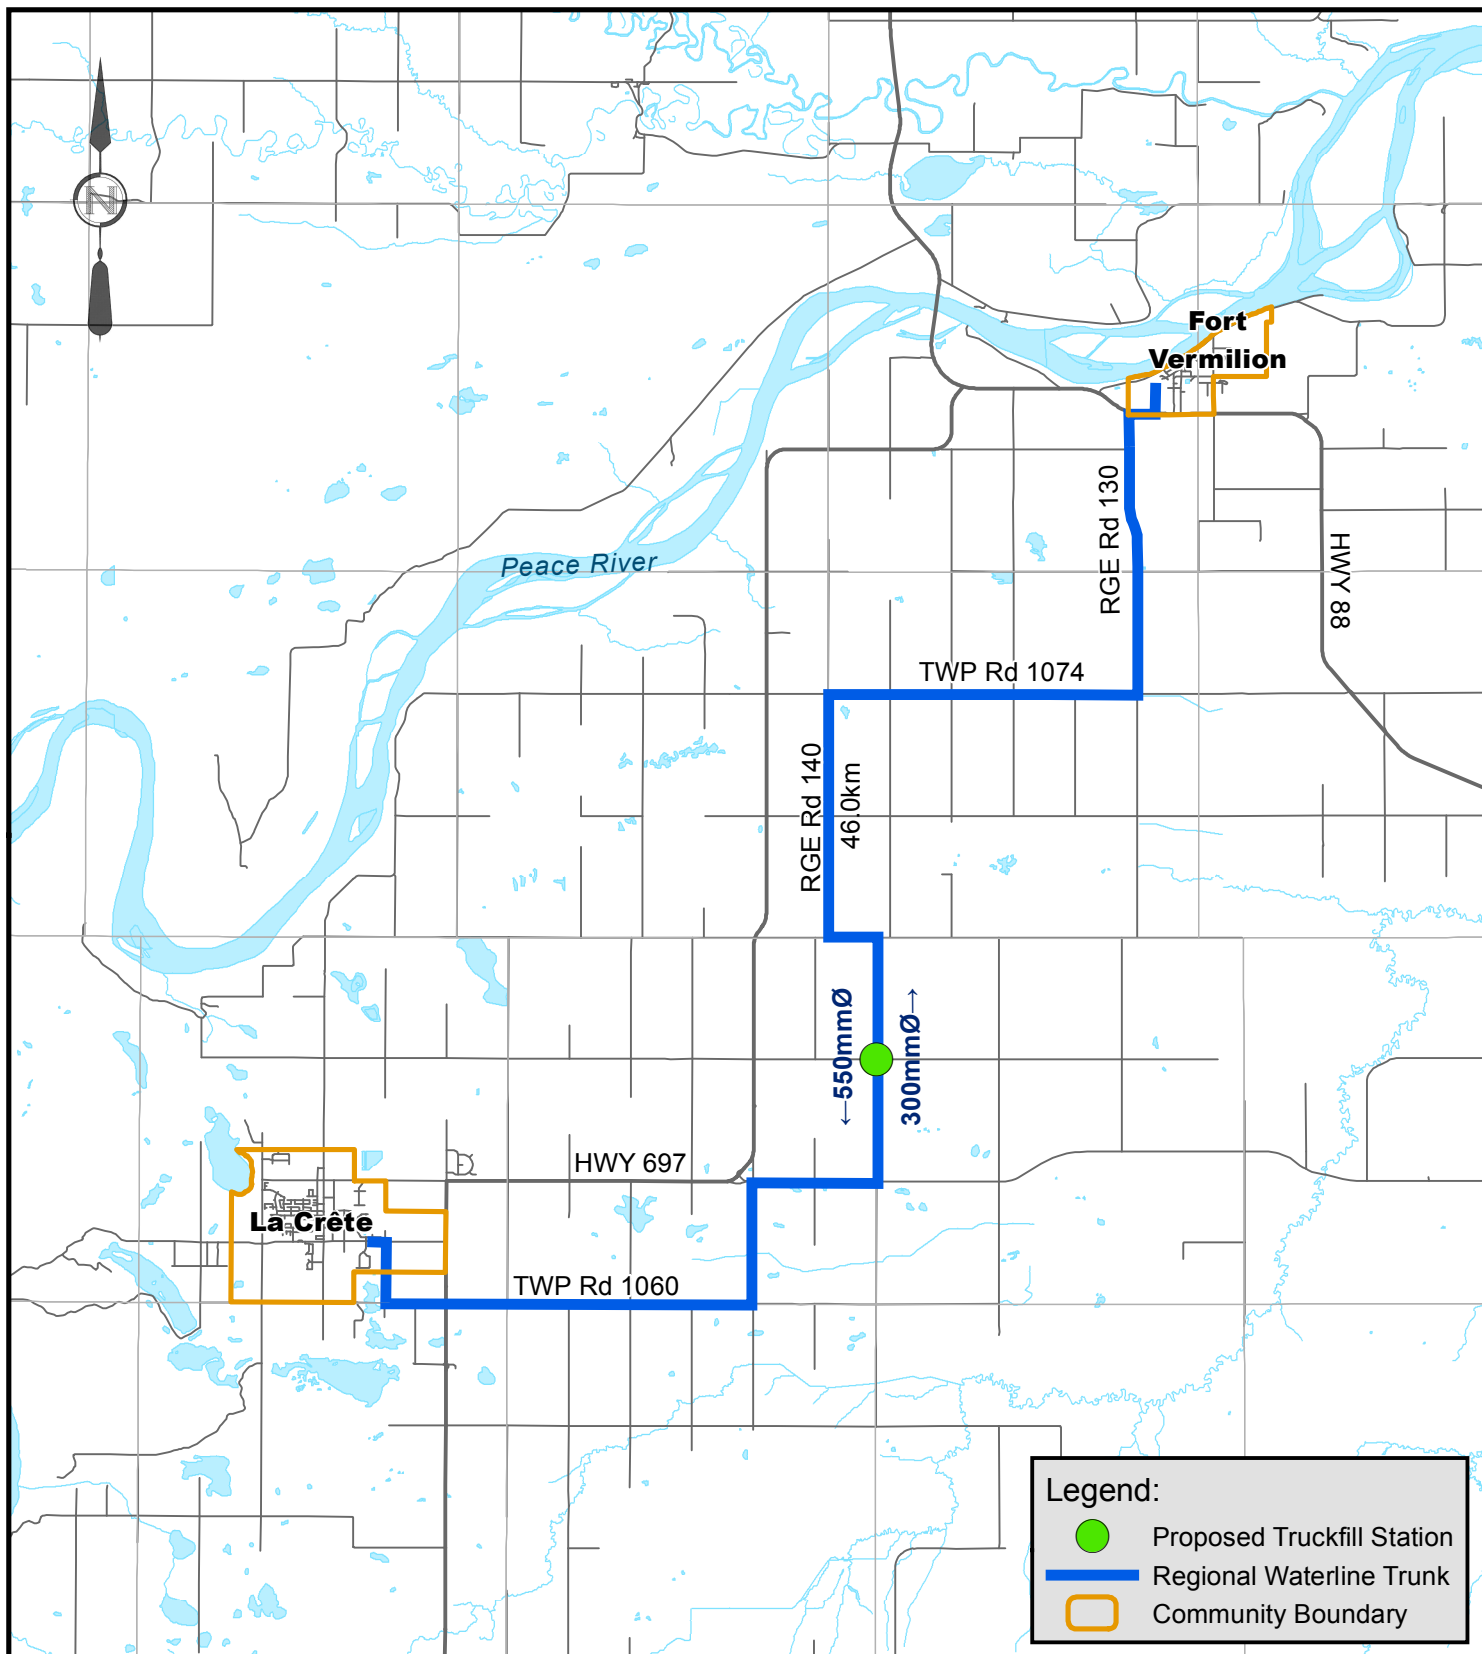 N
Fort
Vermilion
RGE Rd 130
HWY 88
Peace River
TWP Rd 1074
RGE Rd 140
46.0km
←550mmØ
300mmØ→
HWY 697
La Crête
TWP Rd 1060
Legend:
Proposed Truckfill Station
Regional Waterline Trunk
Community Boundary